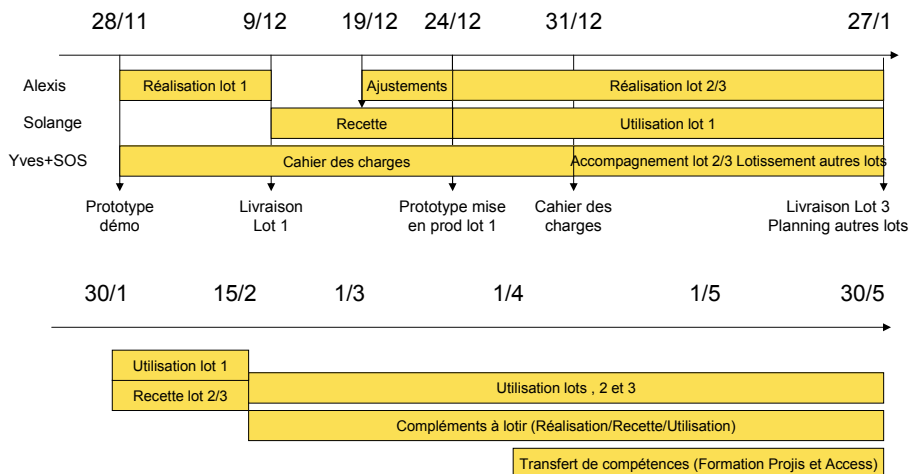 28/11 9/12 19/12 24/12 31/12 27/1
Alexis Réalisation lot 1 Ajustements Réalisation lot 2/3
Solange Recette Utilisation lot 1
Yves+SOS Cahier des charges Accompagnement lot 2/3 Lotissement autres lots
Prototype Livraison Prototype mise Cahier des Livraison Lot 3
démo Lot 1 en prod lot 1 charges Planning autres lots
30/1 15/2 1/3 1/4 1/5 30/5
Utilisation lot 1
Recette lot 2/3 Utilisation lots , 2 et 3
Compléments à lotir (Réalisation/Recette/Utilisation)
Transfert de compétences (Formation Projis et Access)